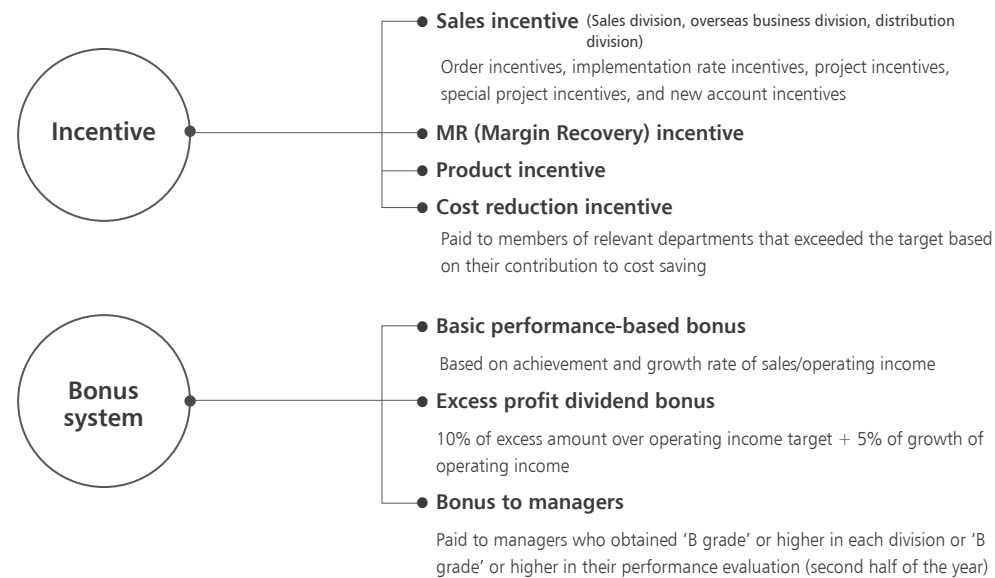 Incentive
Sales incentive (Sales division, overseas business division, distribution
division)
Order incentives, implementation rate incentives, project incentives,
special project incentives, and new account incentives
MR (Margin Recovery) incentive
Product incentive
Cost reduction incentive
Paid to members of relevant departments that exceeded the target based
on their contribution to cost saving
Bonus
system
Basic performance-based bonus
Based on achievement and growth rate of sales/operating income
Excess profit dividend bonus
10% of excess amount over operating income target + 5% of growth of
operating income
Bonus to managers
Paid to managers who obtained ‘B grade’ or higher in each division or ‘B
grade’ or higher in their performance evaluation (second half of the year)